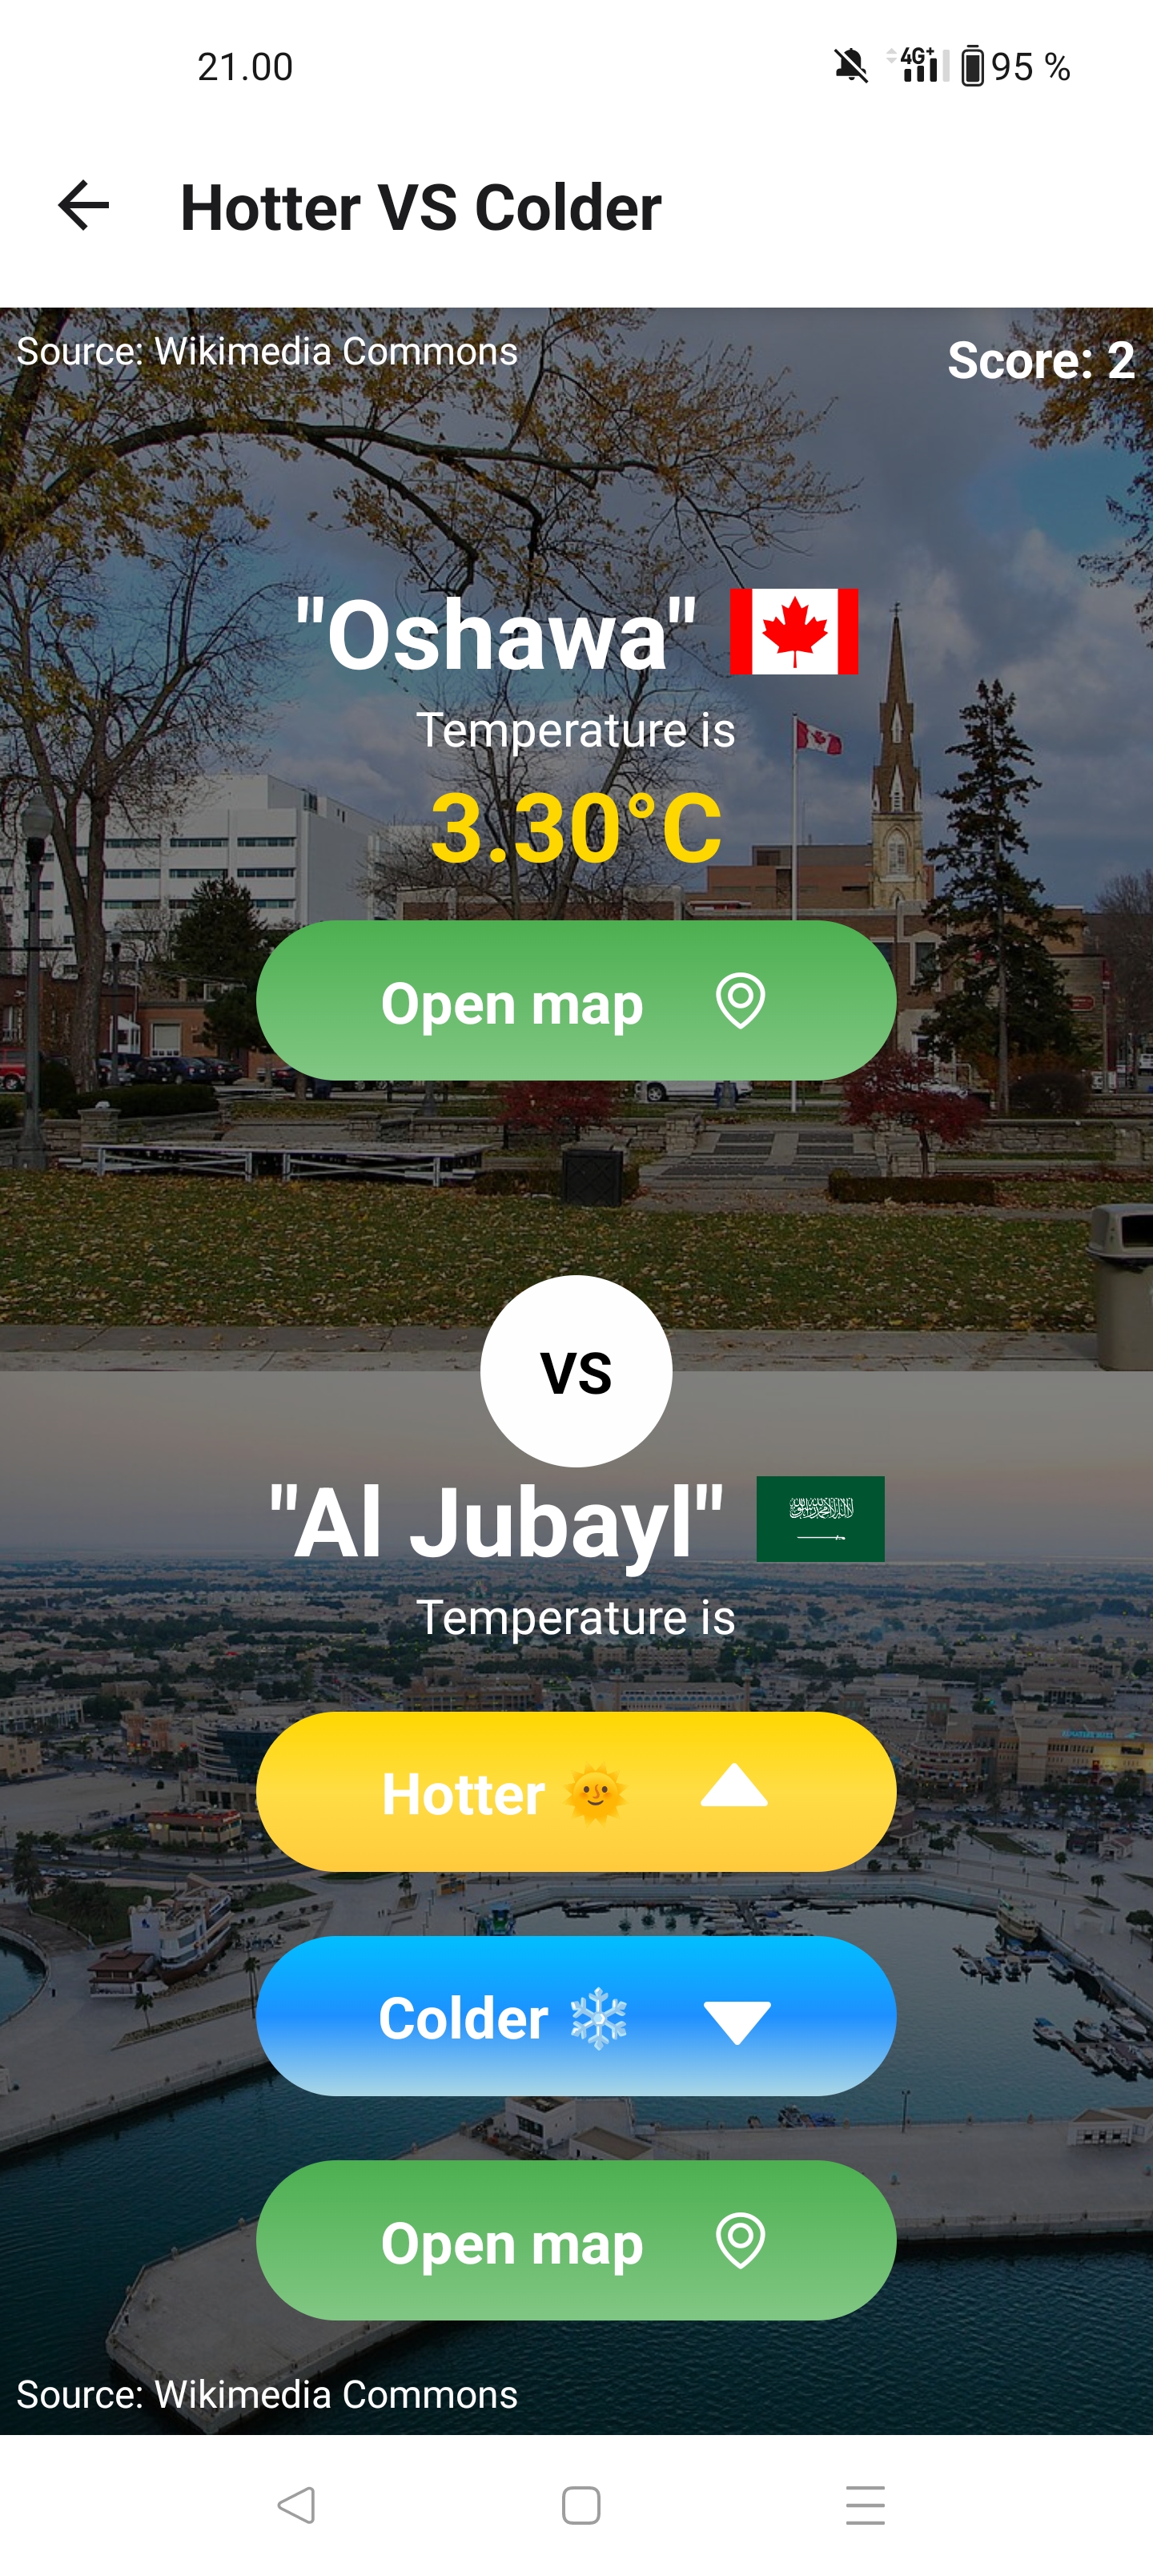 21.00
4G+
95 %
Hotter VS Colder
Source: Wikimedia Commons
Score: 2
"Oshawa"
Temperature is
3.30°C
Open map
VS
"Al Jubayl"
Temperature is
Hotter 🌞
Colder ❄️
Open map
Source: Wikimedia Commons